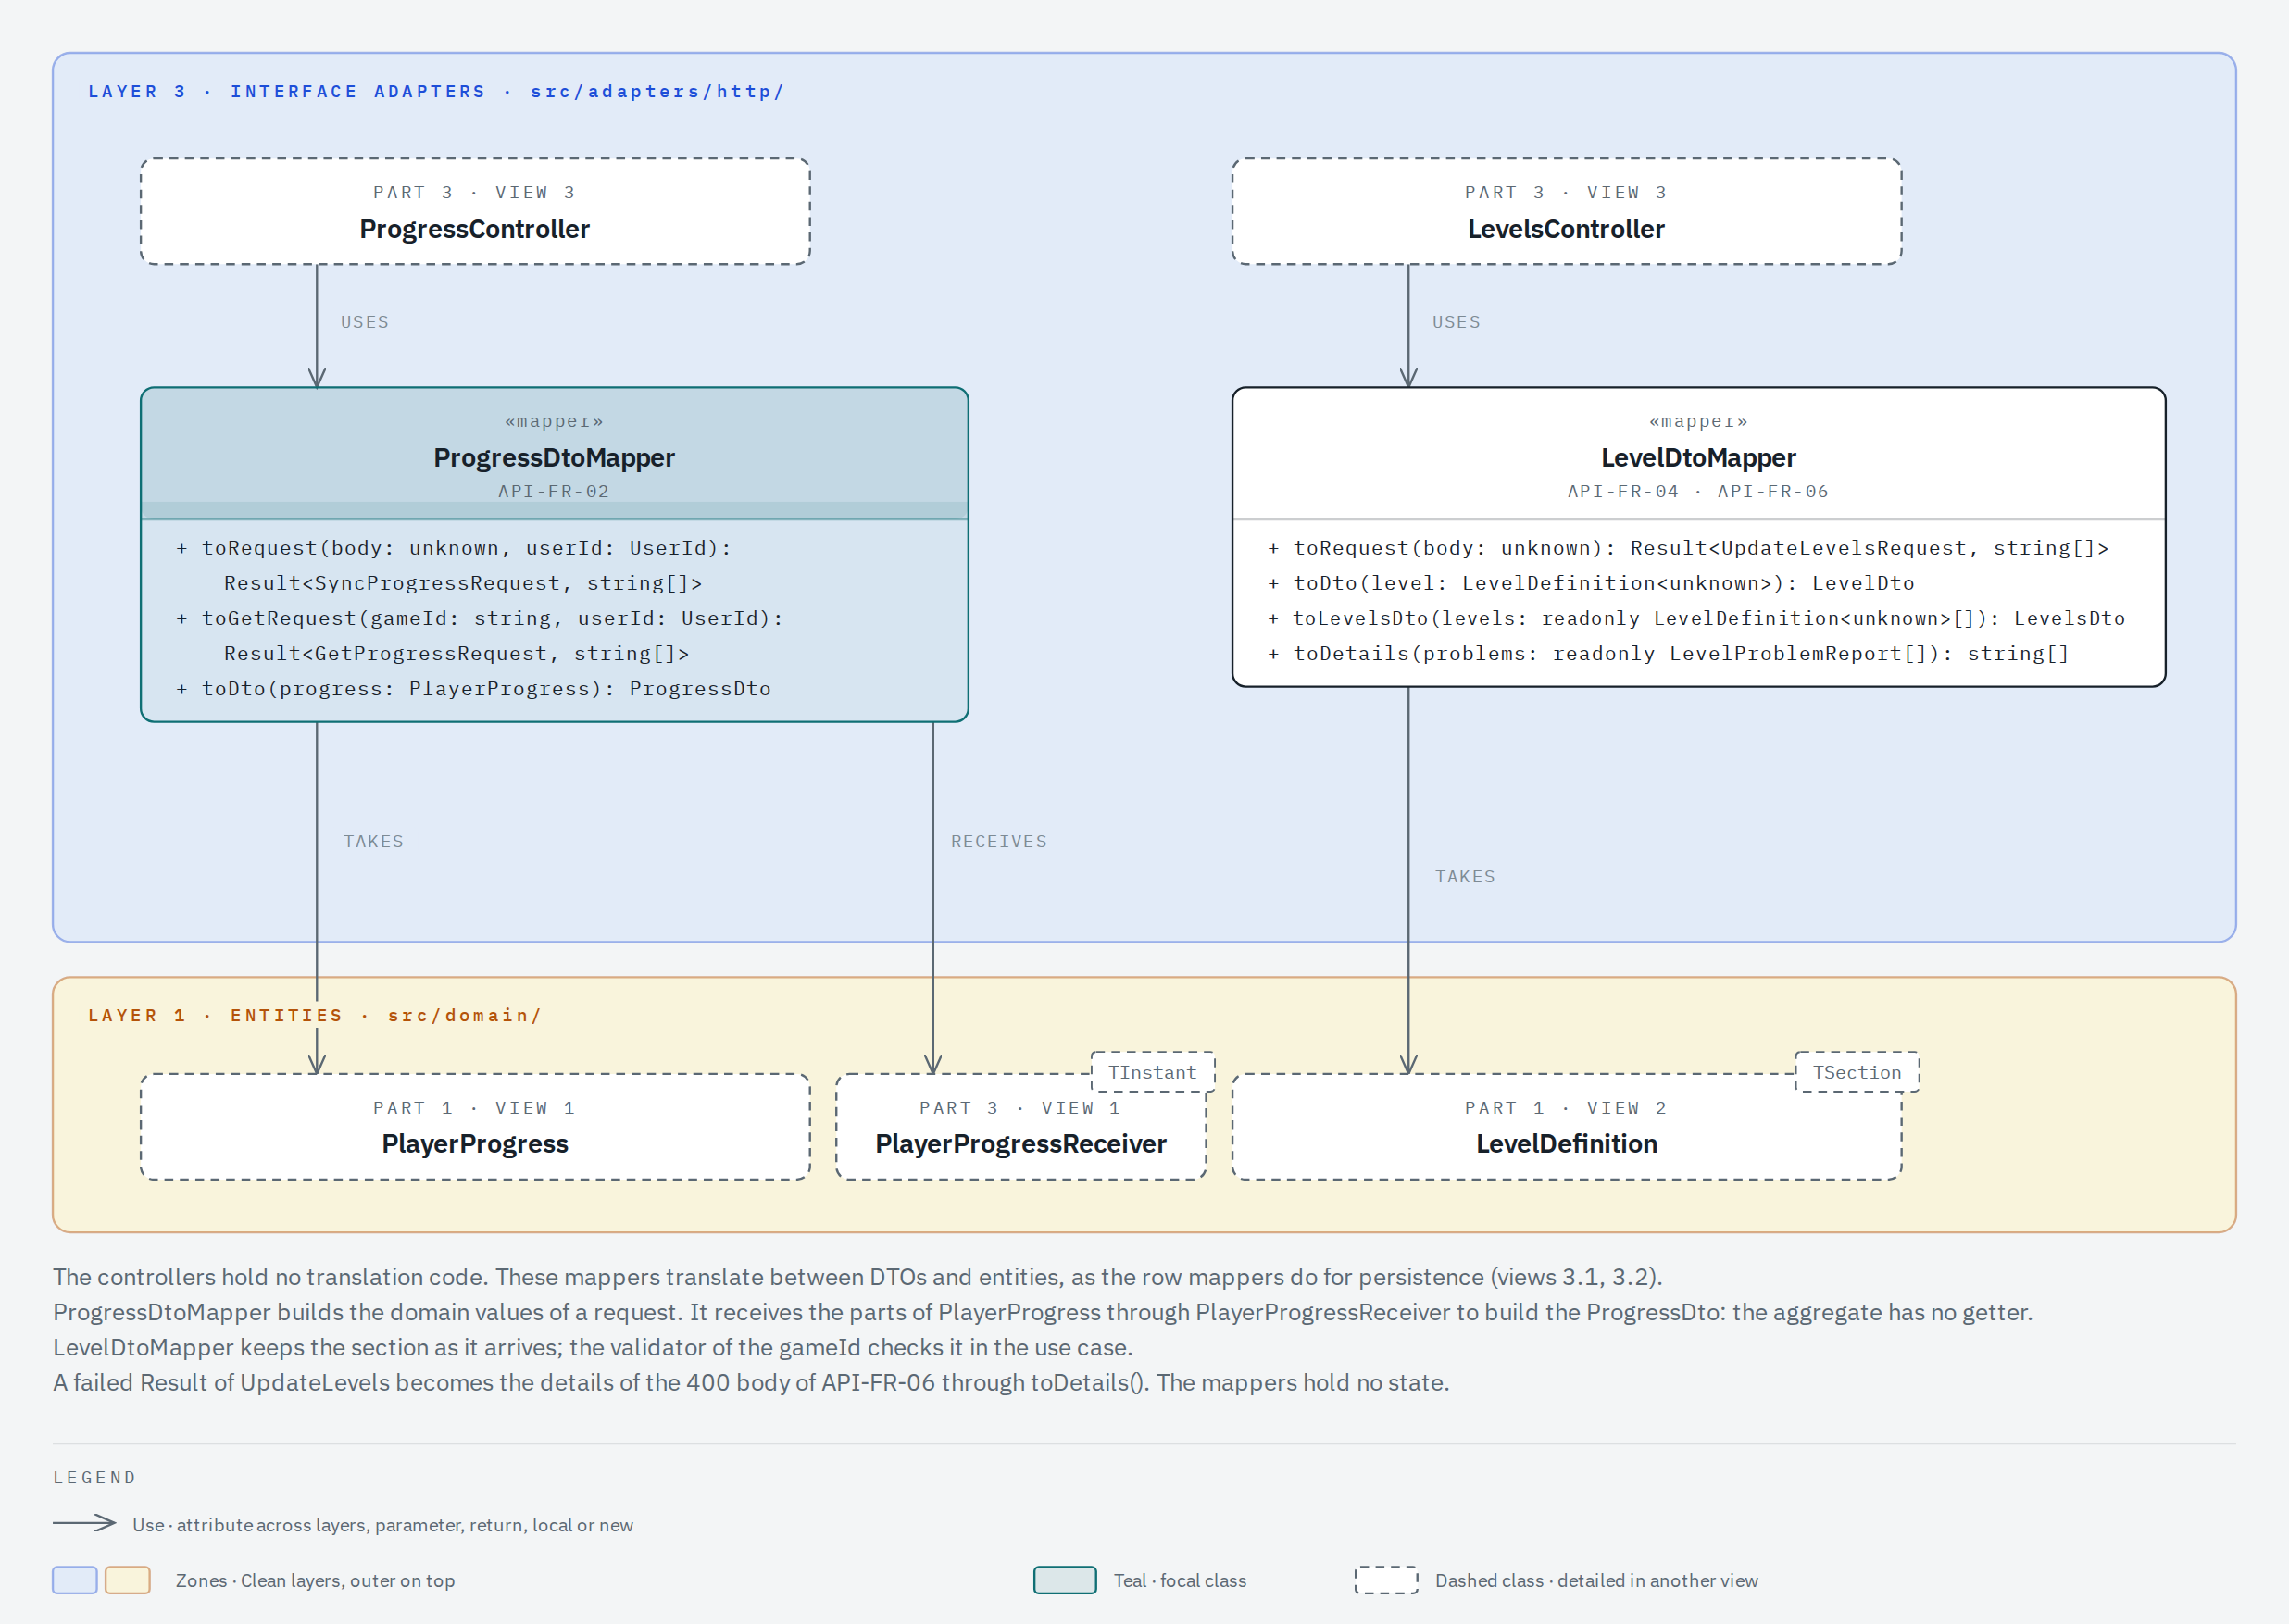 LAYER 3 · INTERFACE ADAPTERS · src/adapters/http/
PART 3 · VIEW 3
ProgressController
PART 3 · VIEW 3
LevelsController
USES
USES
«mapper»
ProgressDtoMapper
API-FR-02
+ toRequest(body: unknown, userId: UserId):
Result<SyncProgressRequest, string[]>
+ toGetRequest(gameId: string, userId: UserId):
Result<GetProgressRequest, string[]>
+ toDto(progress: PlayerProgress): ProgressDto
«mapper»
LevelDtoMapper
API-FR-04 · API-FR-06
+ toRequest(body: unknown): Result<UpdateLevelsRequest, string[]>
+ toDto(level: LevelDefinition<unknown>): LevelDto
+ toLevelsDto(levels: readonly LevelDefinition<unknown>[]): LevelsDto
+ toDetails(problems: readonly LevelProblemReport[]): string[]
TAKES
RECEIVES
TAKES
LAYER 1 · ENTITIES · src/domain/
PART 1 · VIEW 1
PlayerProgress
TInstant
PART 3 · VIEW 1
PlayerProgressReceiver
TSection
PART 1 · VIEW 2
LevelDefinition
The controllers hold no translation code. These mappers translate between DTOs and entities, as the row mappers do for persistence (views 3.1, 3.2).
ProgressDtoMapper builds the domain values of a request. It receives the parts of PlayerProgress through PlayerProgressReceiver to build the ProgressDto: the aggregate has no getter.
LevelDtoMapper keeps the section as it arrives; the validator of the gameId checks it in the use case.
A failed Result of UpdateLevels becomes the details of the 400 body of API-FR-06 through toDetails(). The mappers hold no state.
LEGEND
Use · attribute across layers, parameter, return, local or new
Zones · Clean layers, outer on top
Teal · focal class
Dashed class · detailed in another view